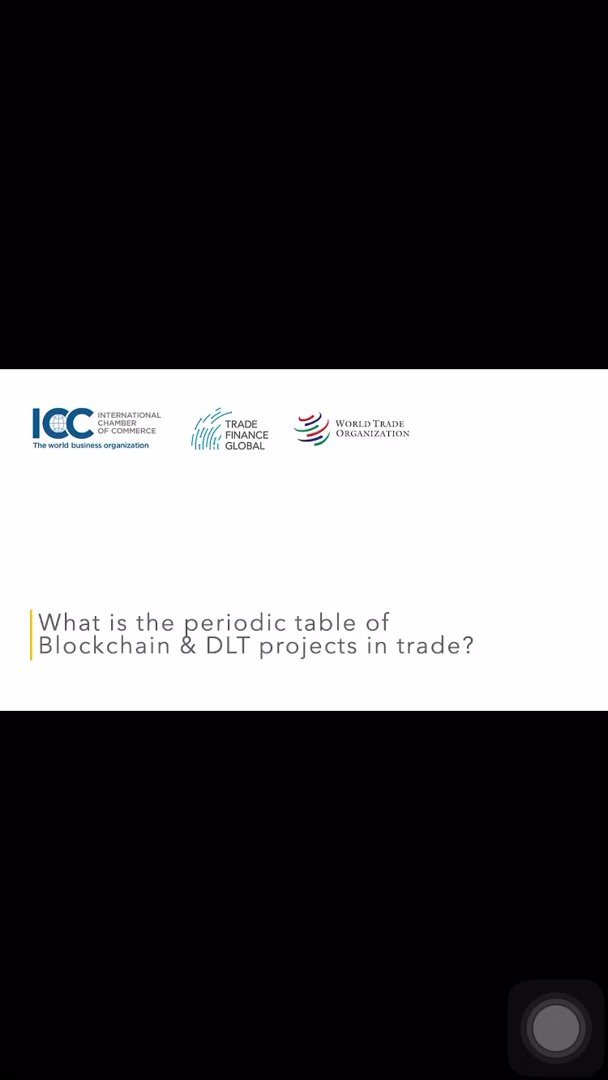 ICC INTERNATIONAL
CHAMBER
OF COMMERCE
The world business organization
TRADE
FINANCE
GLOBAL
WORLD TRADE
ORGANIZATION
What is the periodic table of
Blockchain & DLT projects in trade?